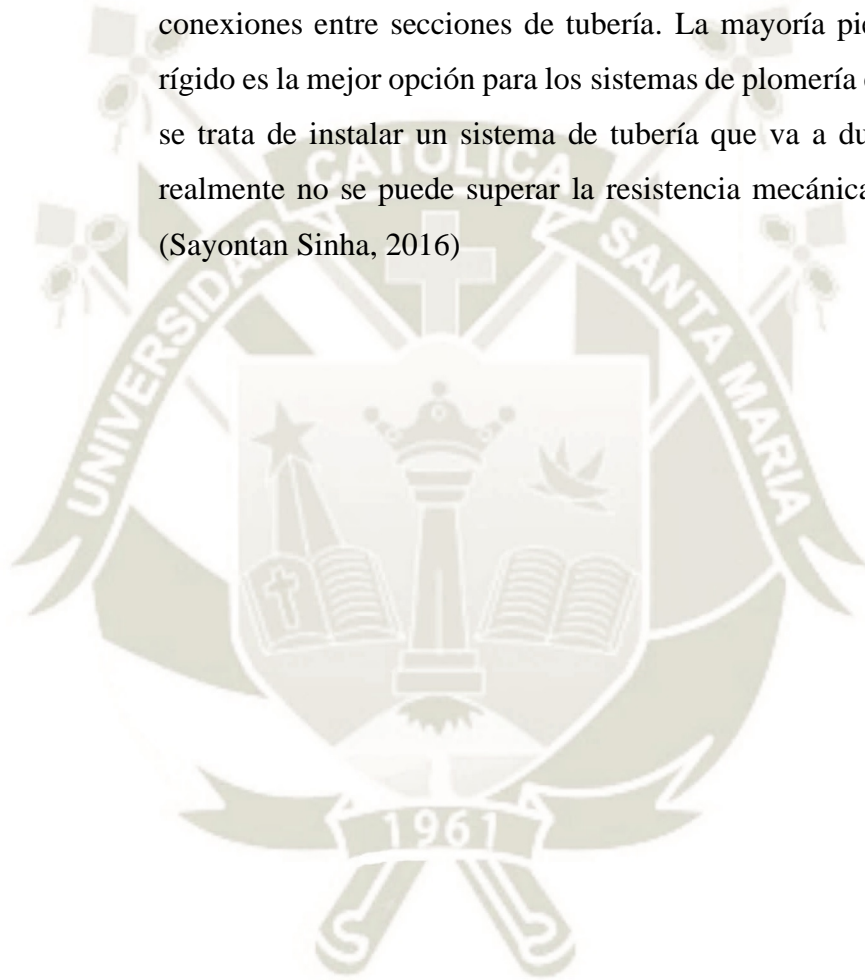 conexiones entre secciones de tubería. La mayoría
rígido es la mejor opción para los sistemas de plomería
se trata de instalar un sistema de tubería que va a
realmente no se puede superar la resistencia mecánica
(Sayontan Sinha, 2016)
UNIVERSIDAD CATOLICA SANTA MARIA
1961